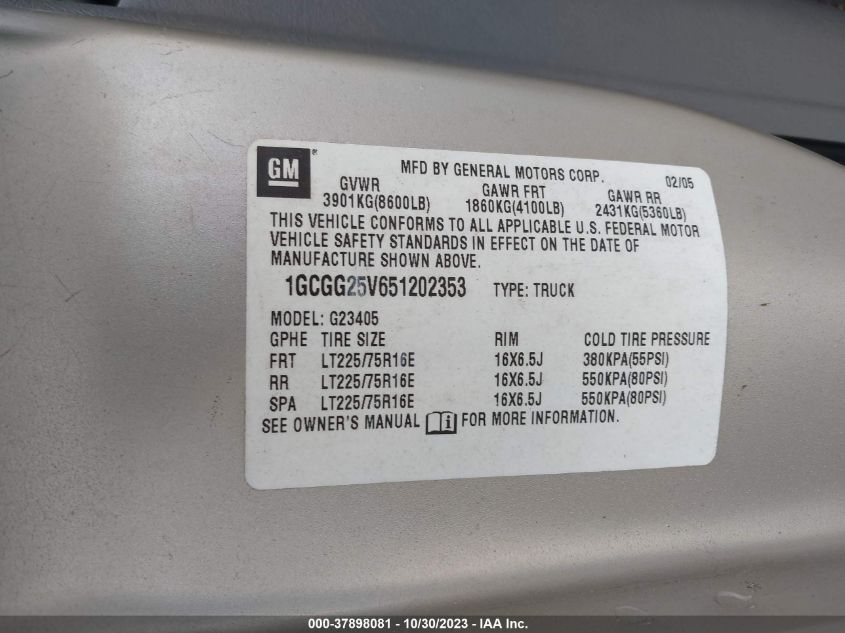 GM
MFD BY GENERAL MOTORS CORP. 02/05
GVWR GAWR FRT GAWR RR
3901KG(8600LB) 1860KG(4100LB) 2431KG(5360LB)
THIS VEHICLE CONFORMS TO ALL APPLICABLE U.S. FEDERAL MOTOR
VEHICLE SAFETY STANDARDS IN EFFECT ON THE DATE OF
MANUFACTURE SHOWN ABOVE.
1GCGG25V651202353 TYPE: TRUCK
MODEL: G23405
GPHE TIRE SIZE RIM COLD TIRE PRESSURE
FRT LT225/75R16E 16X6.5J 380KPA(55PSI)
RR LT225/75R16E 16X6.5J 550KPA(80PSI)
SPA LT225/75R16E 16X6.5J 550KPA(80PSI)
SEE OWNER'S MANUAL FOR MORE INFORMATION.
000-37898081 - 10/30/2023 - IAA Inc.